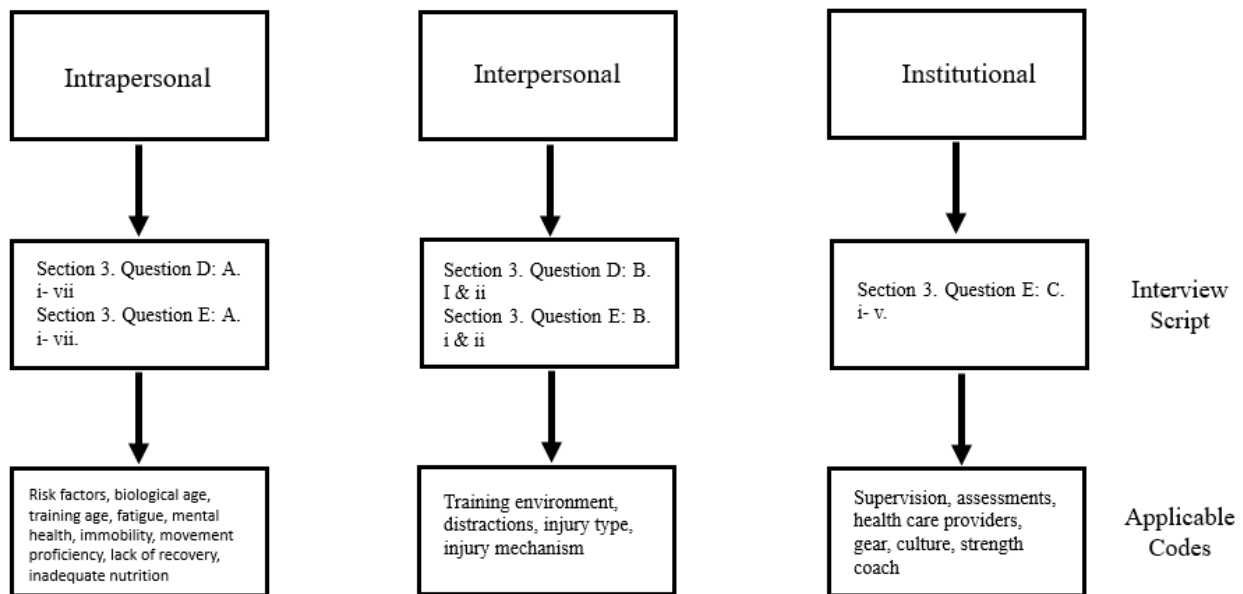 Intrapersonal
Interpersonal
Institutional
Section 3. Question D: A.
i- vii
Section 3. Question E: A.
i- vii.
Section 3. Question D: B.
I & ii
Section 3. Question E: B.
i & ii
Section 3. Question E: C.
i- v.
Interview
Script
Risk factors, biological age,
training age, fatigue, mental
health, immobility, movement
proficiency, lack of recovery,
inadequate nutrition
Training environment,
distractions, injury type,
injury mechanism
Supervision, assessments,
health care providers,
gear, culture, strength
coach
Applicable
Codes